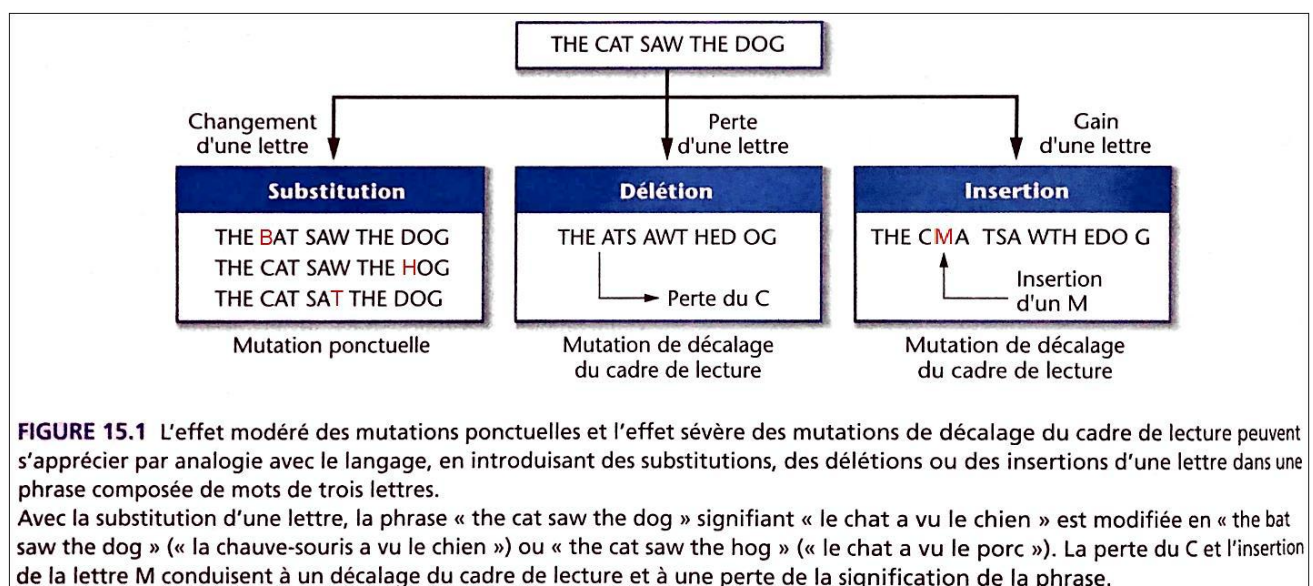 THE CAT SAW THE DOG
Changement
d'une lettre
Perte
d'une lettre
Gain
d'une lettre
Substitution
THE BAT SAW THE DOG
THE CAT SAW THE HOG
THE CAT SAT THE DOG
Mutation ponctuelle
Délétion
THE ATS AWT HED OG
Perte du C
Mutation de décalage
du cadre de lecture
Insertion
THE CMA TSA WTH EDO G
Insertion
d'un M
Mutation de décalage
du cadre de lecture
FIGURE 15.1 L'effet modéré des mutations ponctuelles et l'effet sévère des mutations de décalage du cadre de lecture peuvent
s'apprécier par analogie avec le langage, en introduisant des substitutions, des délétions ou des insertions d'une lettre dans une
phrase composée de mots de trois lettres.
Avec la substitution d'une lettre, la phrase « the cat saw the dog » signifiant « le chat a vu le chien » est modifiée en « the bat
saw the dog » (« la chauve-souris a vu le chien ») ou « the cat saw the hog » (« le chat a vu le porc »). La perte du C et l'insertion
de la lettre M conduisent à un décalage du cadre de lecture et à une perte de la signification de la phrase.